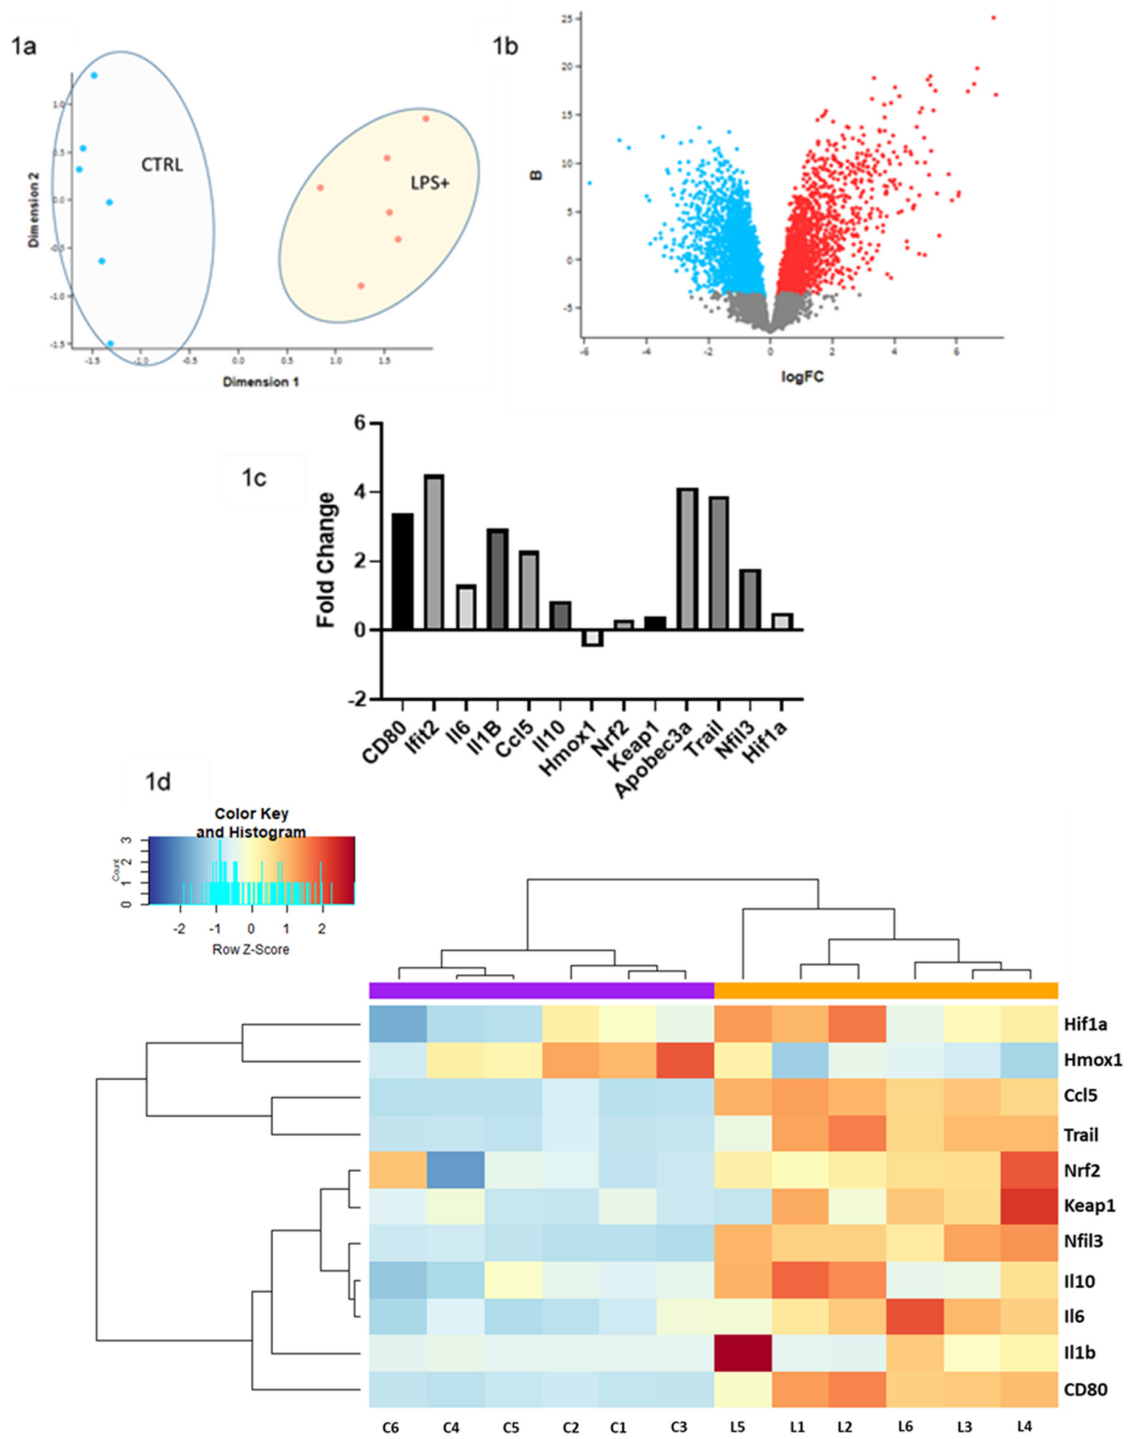 1a
1.0
0.5
0.0
-0.5
-1.0
-1.5
Dimension 2
CTRL
LPS+
-1.5
-1.0
-0.5
0.0
0.5
1.0
1.5
Dimension 1
1b
25
20
15
10
5
0
-5
B
-6
-4
-2
0
2
4
6
logFC
1c
6
4
2
0
-2
Fold Change
CD80
Ifit2
Il6
Il1B
Ccl5
Il10
Hmox1
Nrf2
Keap1
Apobec3a
Trail
Nfil3
Hif1a
1d
Color Key
and Histogram
Count
3
2
1
0
-2
-1
0
1
2
Row Z-Score
Hif1a
Hmox1
Ccl5
Trail
Nrf2
Keap1
Nfil3
Il10
Il6
Il1b
CD80
C6
C4
C5
C2
C1
C3
L5
L1
L2
L6
L3
L4